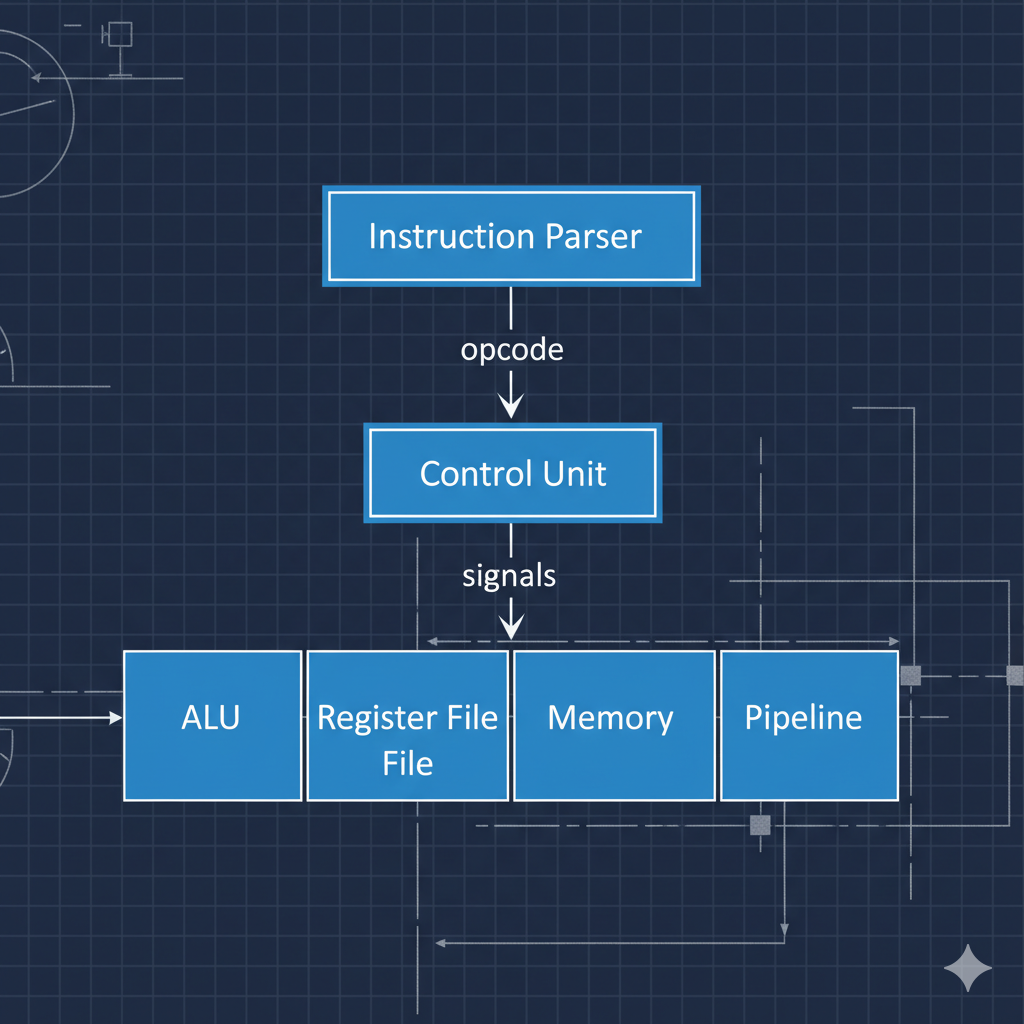 Instruction Parser
opcode
Control Unit
signals
ALU
Register File
File
Memory
Pipeline